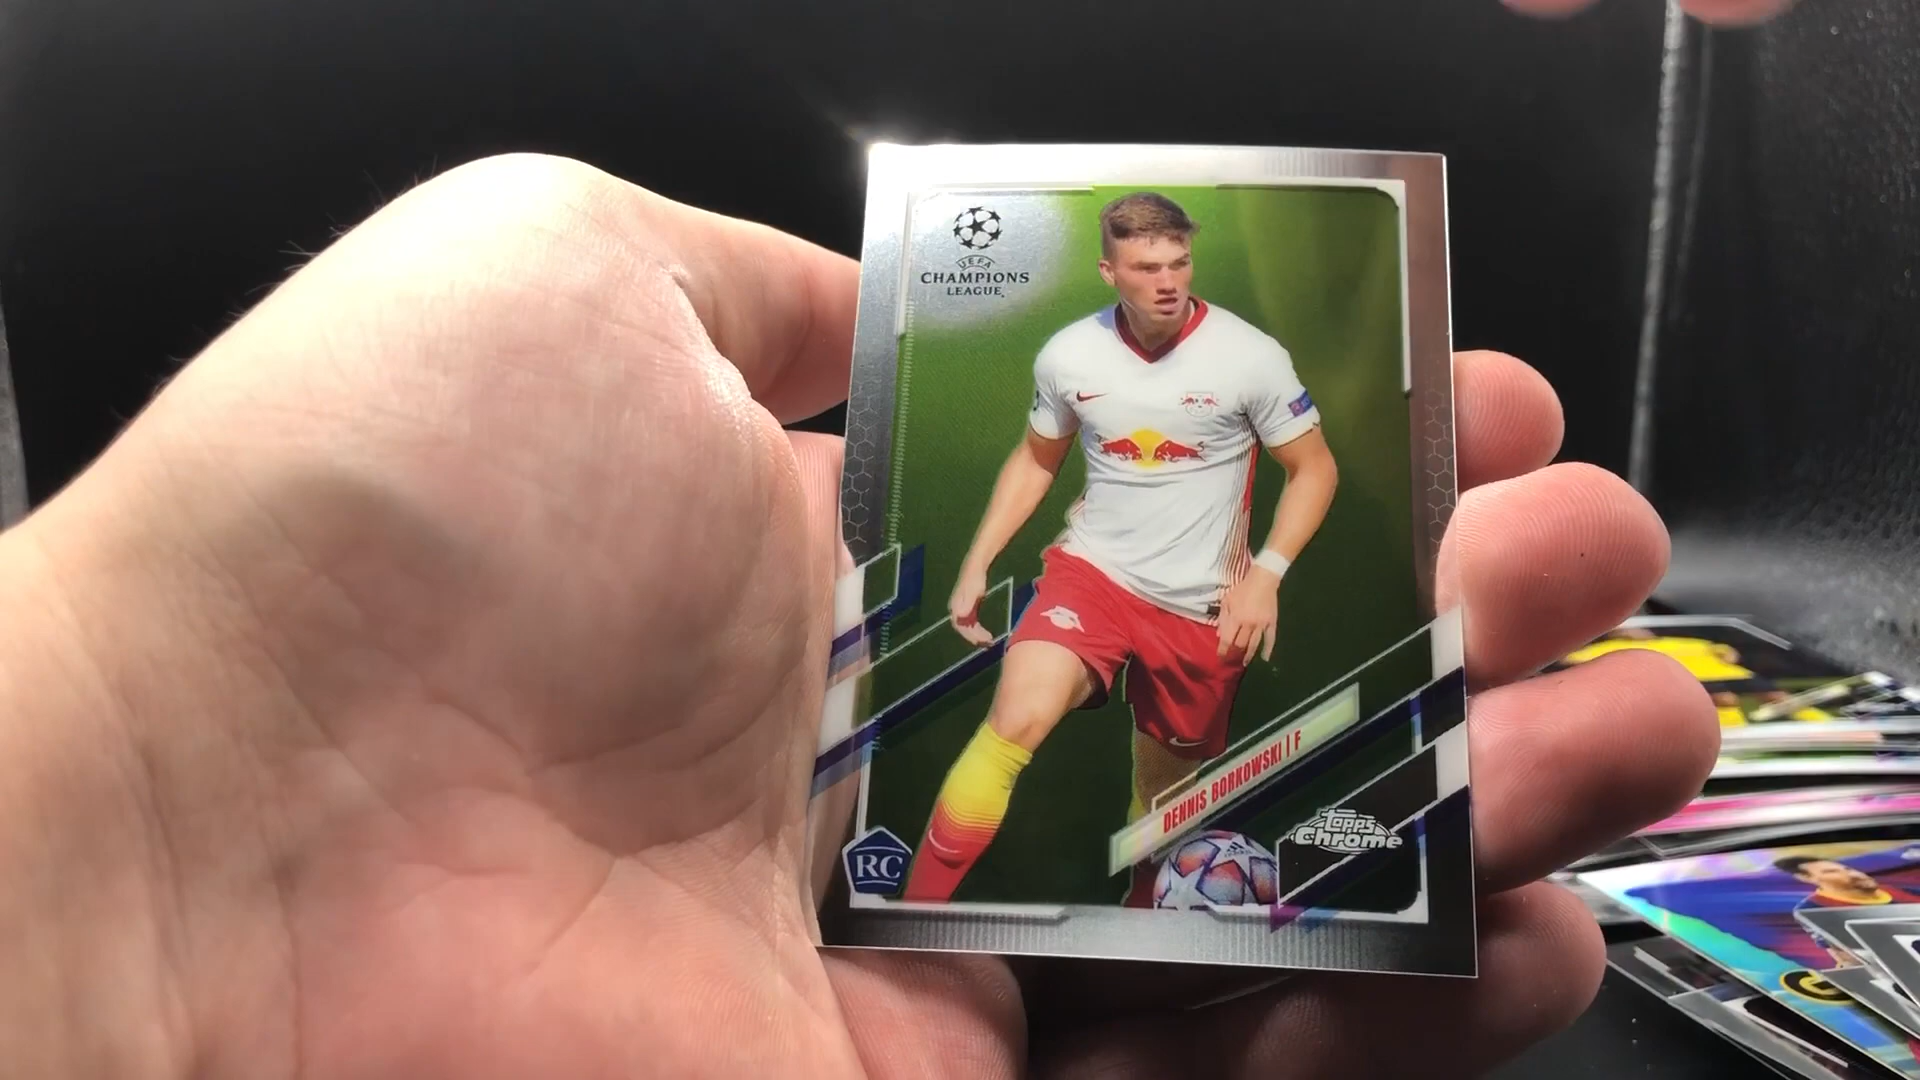 UEFA
CHAMPIONS
LEAGUE
DENNIS BORKOWSKI | F
Topps
Chrome
RC